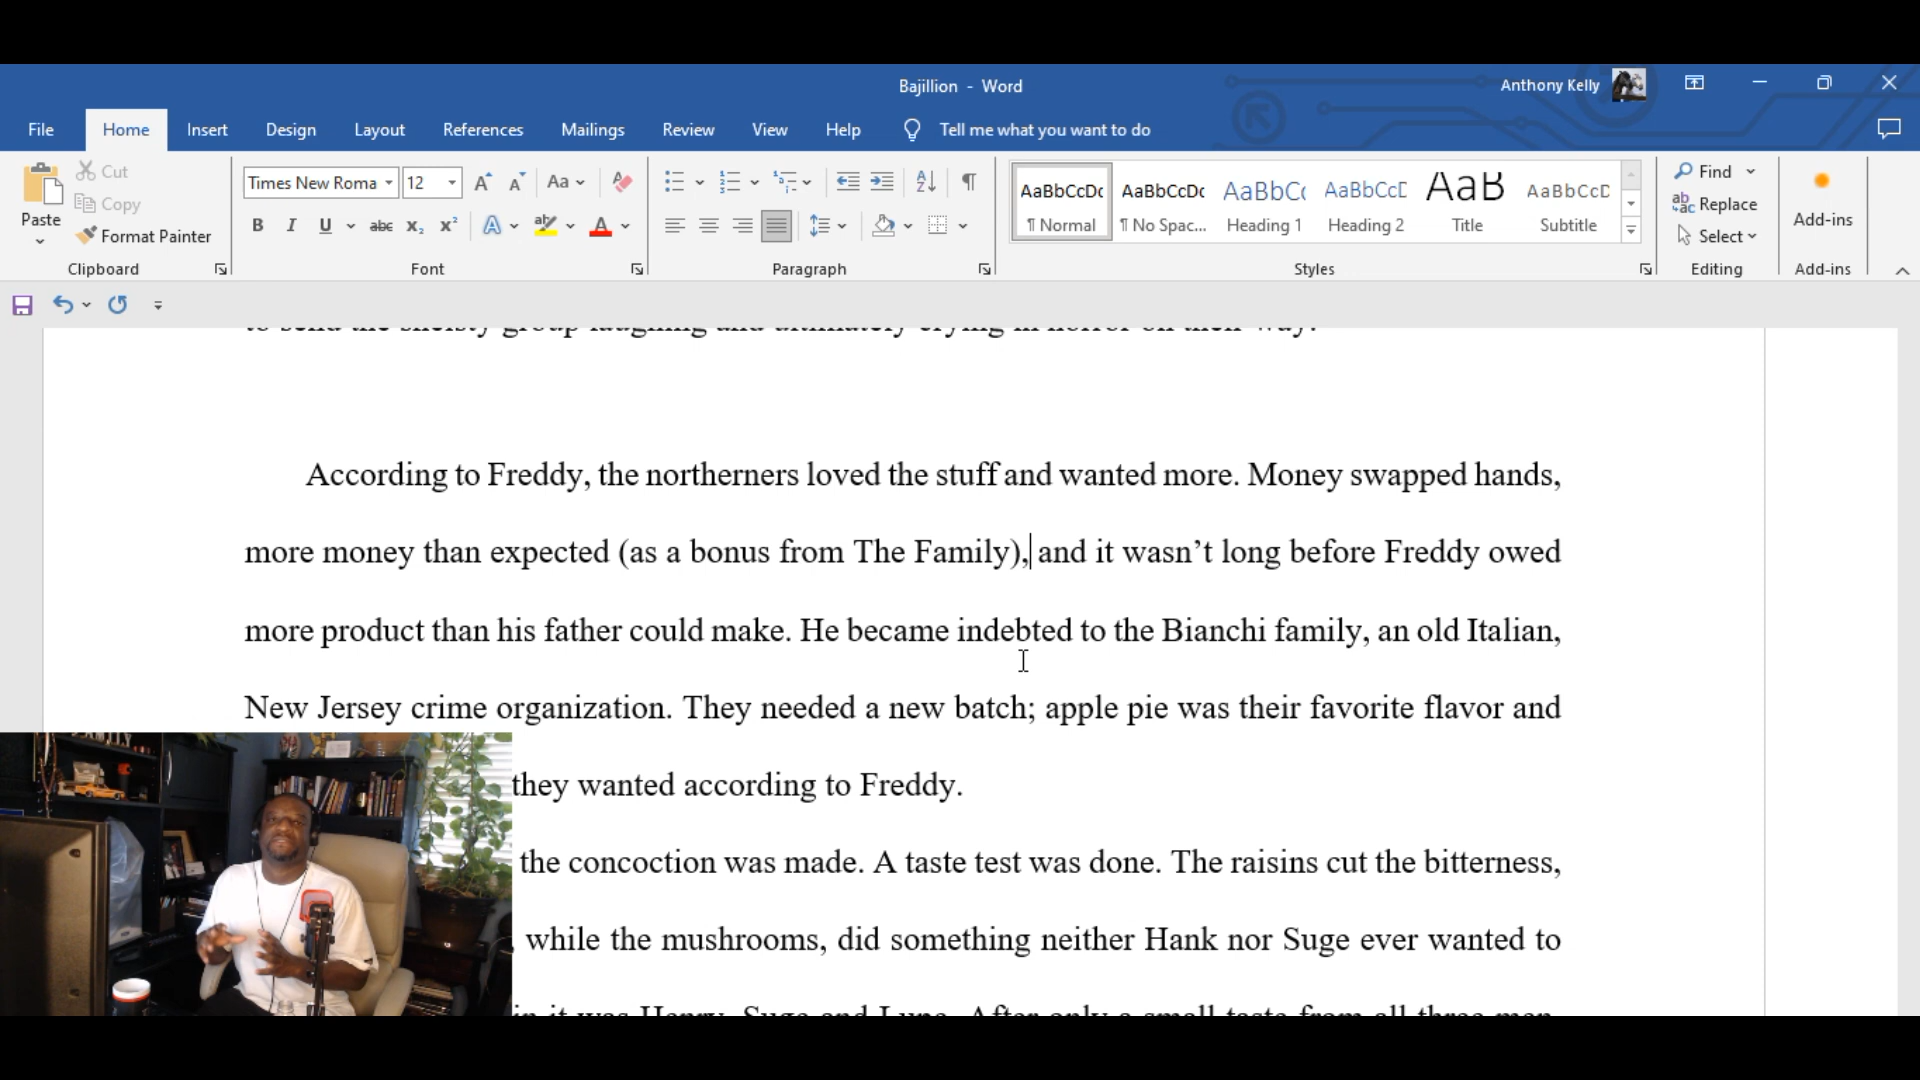 Bajillion - Word
Anthony Kelly
File Home Insert Design Layout References Mailings Review View Help Tell me what you want to do
Paste
Cut
Copy
Format Painter
Clipboard
Times New Roma 12
Font
Paragraph
AaBbCcDc AaBbCcDc AaBbCc AaBbCcD AaB AaBbCcD
¶ Normal ¶ No Spac... Heading 1 Heading 2 Title Subtitle
Styles
Find
Replace
Select
Editing
Add-ins
Add-ins
According to Freddy, the northerners loved the stuff and wanted more. Money swapped hands,
more money than expected (as a bonus from The Family), and it wasn’t long before Freddy owed
more product than his father could make. He became indebted to the Bianchi family, an old Italian,
New Jersey crime organization. They needed a new batch; apple pie was their favorite flavor and
they wanted according to Freddy.
the concoction was made. A taste test was done. The raisins cut the bitterness,
while the mushrooms, did something neither Hank nor Suge ever wanted to